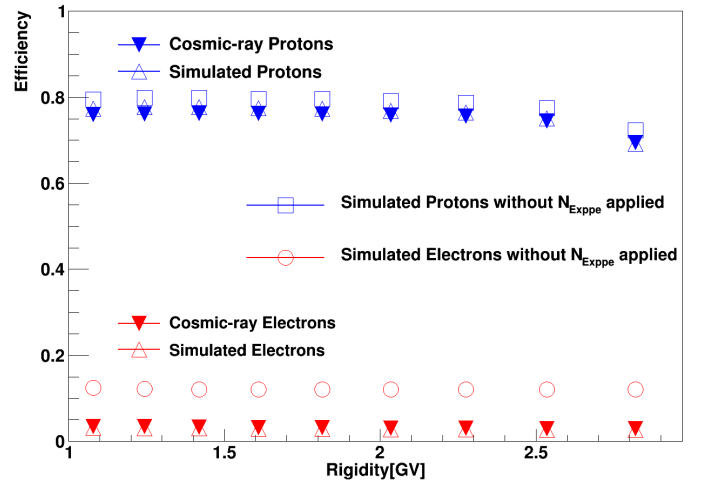 Efficiency
1
Cosmic-ray Protons
Simulated Protons
0.8
0.6
Simulated Protons without N_Exppe applied
Simulated Electrons without N_Exppe applied
0.4
Cosmic-ray Electrons
Simulated Electrons
0.2
0
1
1.5
2
2.5
Rigidity[GV]